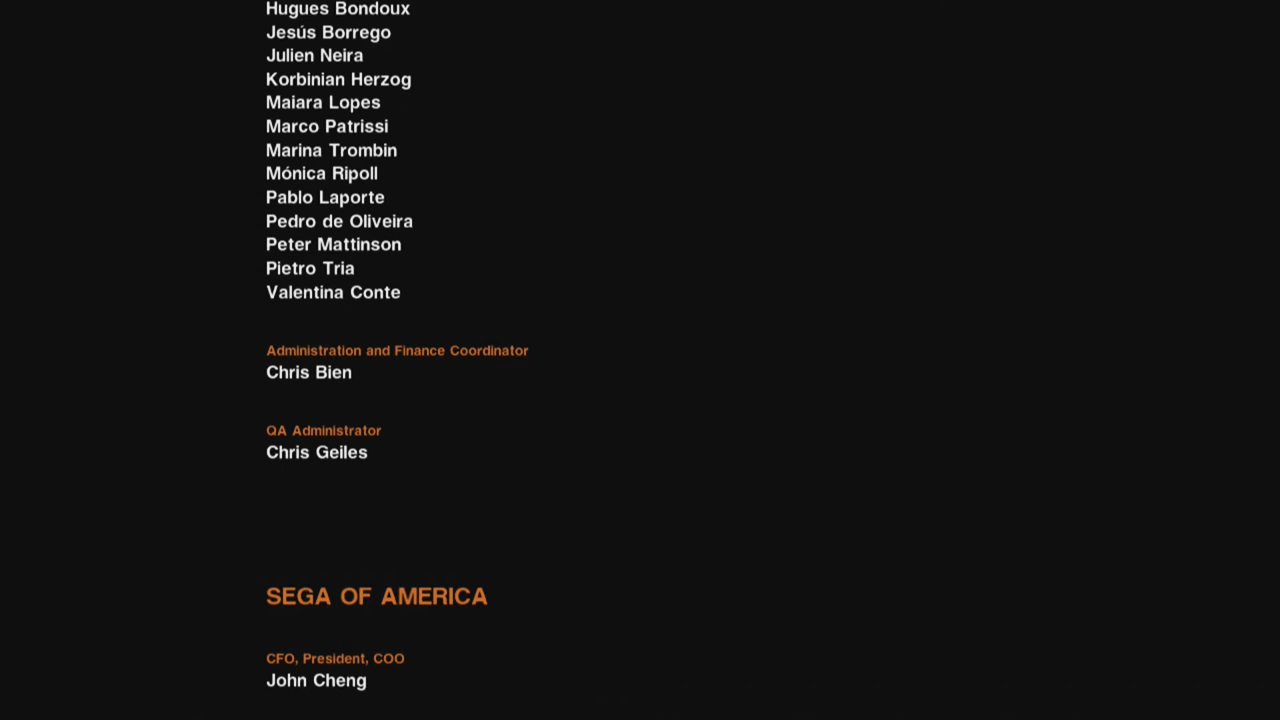 Hugues Bondoux
Jesús Borrego
Julien Neira
Korbinian Herzog
Maiara Lopes
Marco Patrissi
Marina Trombin
Mónica Ripoll
Pablo Laporte
Pedro de Oliveira
Peter Mattinson
Pietro Tria
Valentina Conte
Administration and Finance Coordinator
Chris Bien
QA Administrator
Chris Geiles
SEGA OF AMERICA
CFO, President, COO
John Cheng